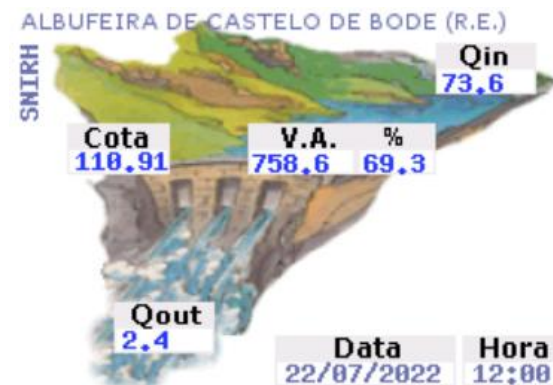 ALBUFEIRA DE CASTELO DE BODE (R.E.)
SNIRH
Qin
73.6
Cota
110.91
V.A. %
758.6 69.3
Qout
2.4
Data Hora
22/07/2022 12:00